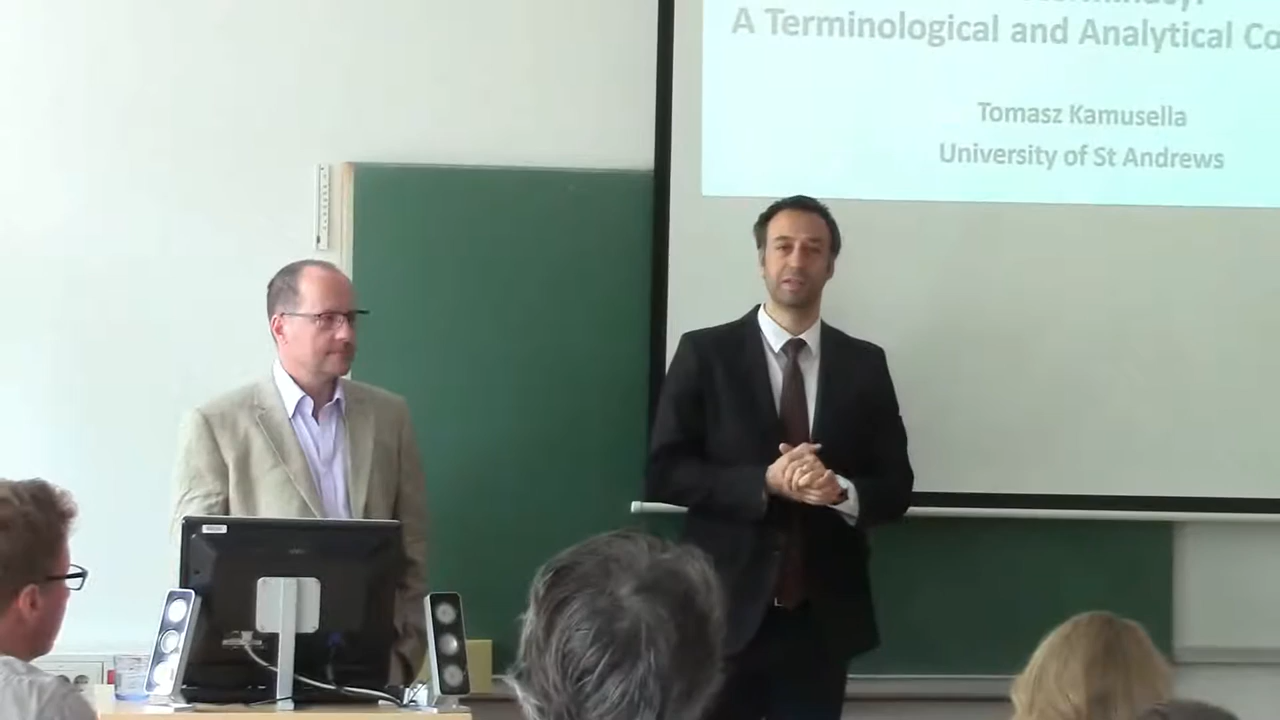 A Terminological and Analytical Co
Tomasz Kamusella
University of St Andrews